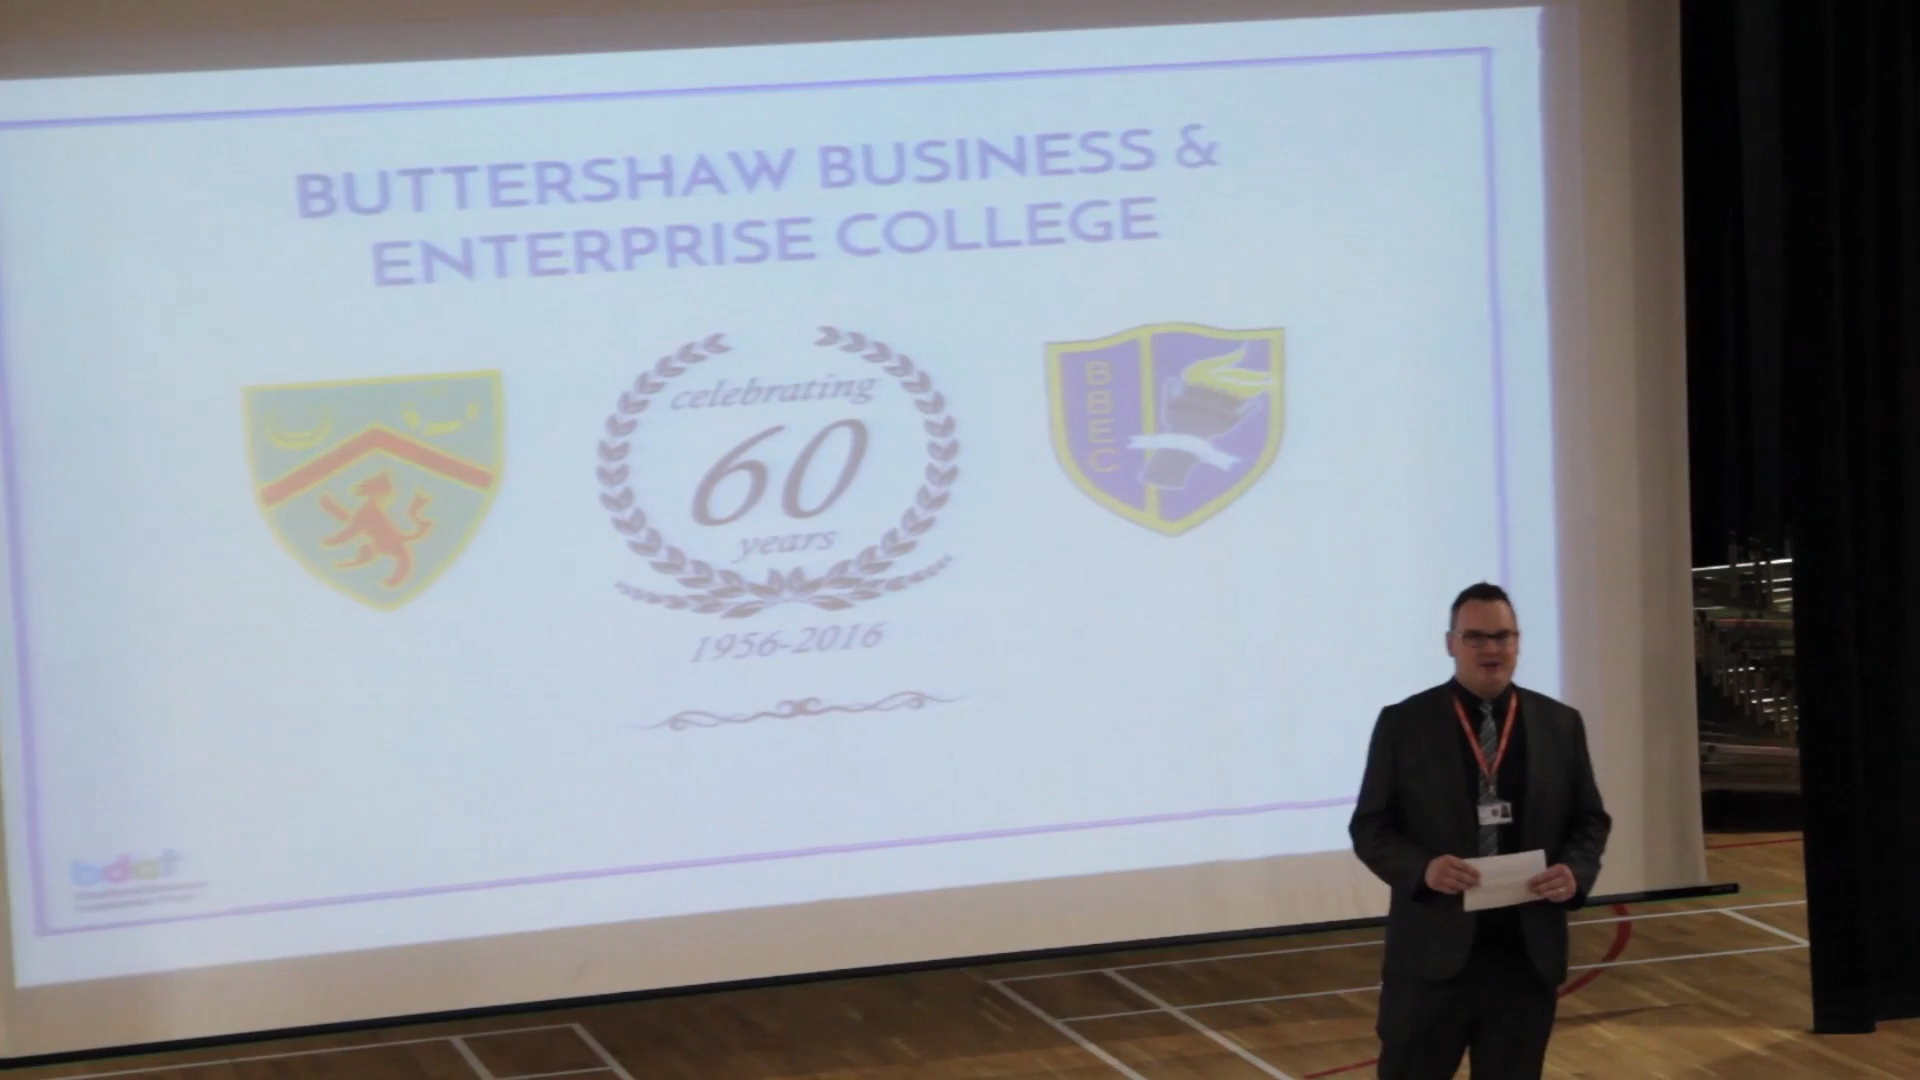 BUTTERSHAW BUSINESS &
ENTERPRISE COLLEGE
celebrating
60
years
1956-2016
BBEC
bdat